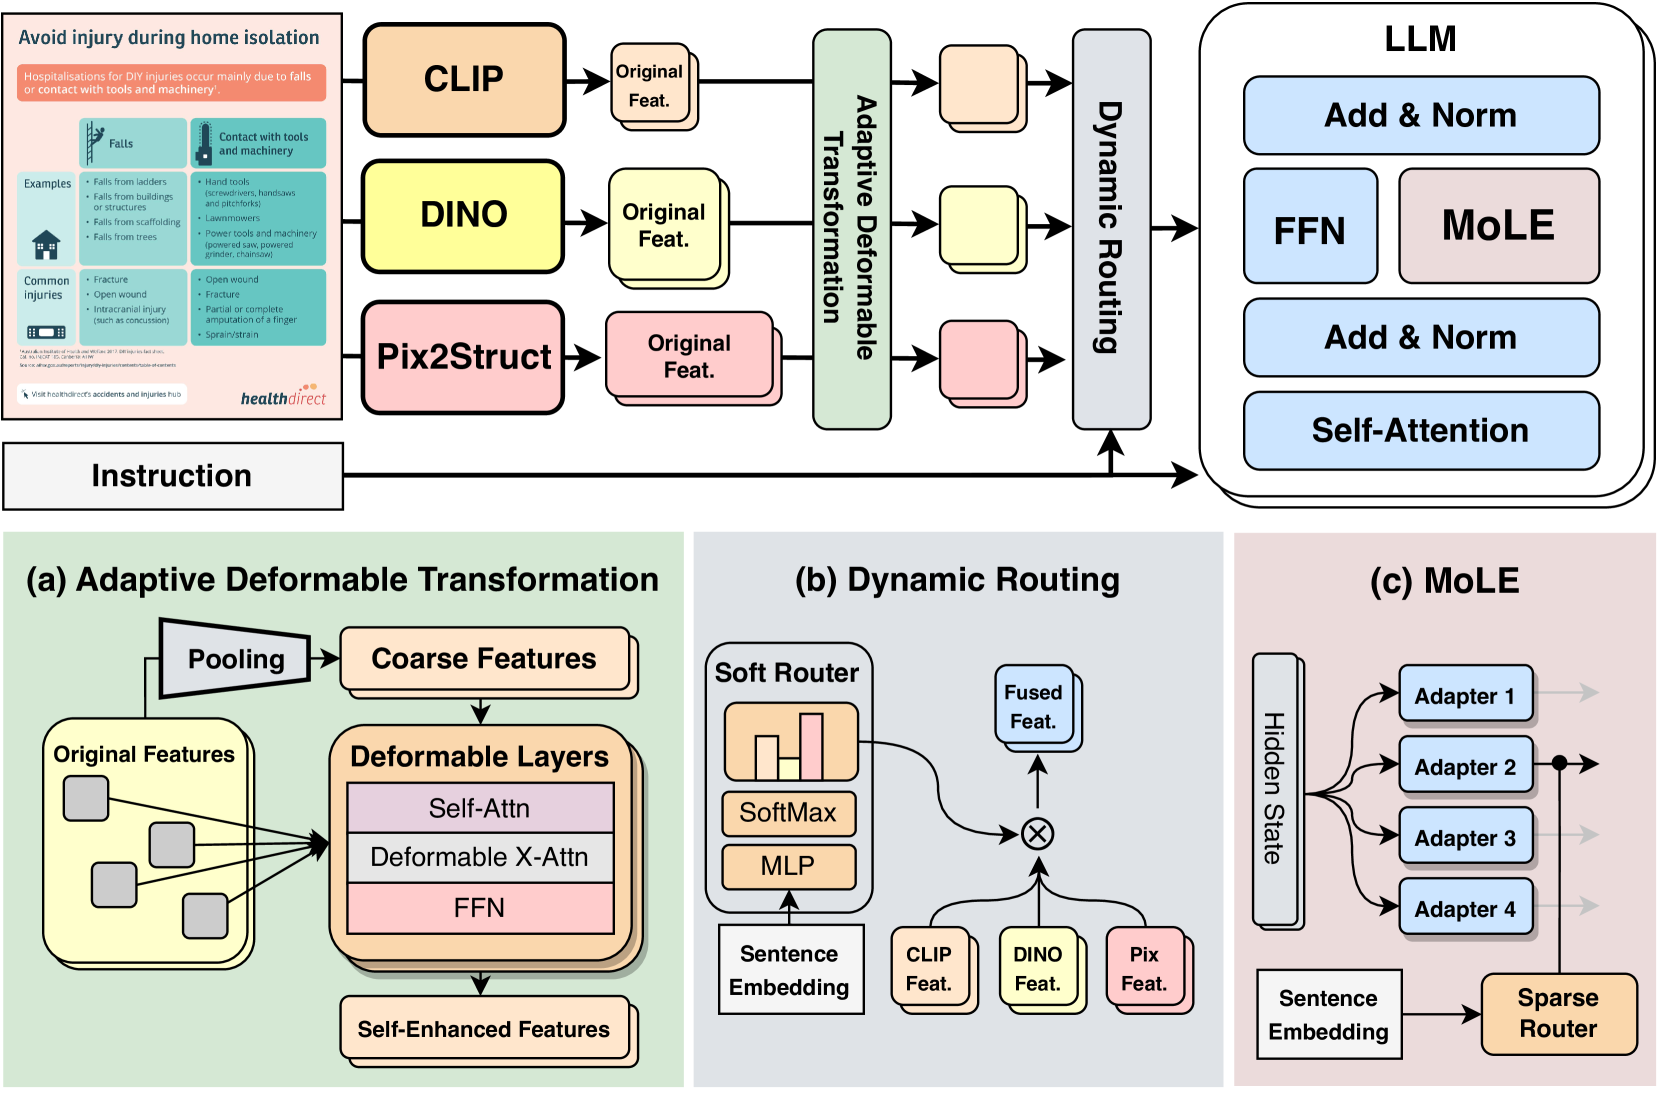 Avoid injury during home isolation
Hospitalisations for DIY injuries occur mainly due to falls
or contact with tools and machinery¹.
Falls
Contact with tools
and machinery
Examples
• Falls from ladders
• Falls from buildings
or structures
• Falls from scaffolding
• Falls from trees
• Hand tools
(screwdrivers, handsaws
and pitchforks)
• Lawnmowers
• Power tools and machinery
(powered saw, powered
grinder, chainsaw)
Common
injuries
• Fracture
• Open wound
• Intracranial injury
(such as concussion)
• Open wound
• Fracture
• Partial or complete
amputation of a finger
• Sprain/strain
Visit healthdirect's accidents and injuries hub
healthdirect
Instruction
CLIP
DINO
Pix2Struct
Original
Feat.
Original
Feat.
Original
Feat.
Adaptive Deformable
Transformation
Dynamic Routing
LLM
Add & Norm
FFN
MoLE
Add & Norm
Self-Attention
(a) Adaptive Deformable Transformation
Pooling
Coarse Features
Original Features
Deformable Layers
Self-Attn
Deformable X-Attn
FFN
Self-Enhanced Features
(b) Dynamic Routing
Soft Router
SoftMax
MLP
Sentence
Embedding
Fused
Feat.
CLIP
Feat.
DINO
Feat.
Pix
Feat.
(c) MoLE
Hidden State
Adapter 1
Adapter 2
Adapter 3
Adapter 4
Sentence
Embedding
Sparse
Router